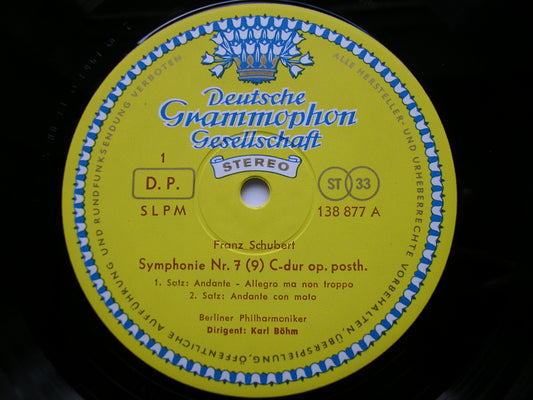 Deutsche
Grammophon
Gesellschaft
STEREO
1
D. P.
SLPM
ST 33
138 877 A
Franz Schubert
Symphonie Nr. 7 (9) C-dur op. posth.
1. Satz: Andante - Allegro ma non troppo
2. Satz: Andante con moto
Berliner Philharmoniker
Dirigent: Karl Böhm
ALLE HERSTELLER- UND URHEBERRECHTE VORBEHALTEN, ÜBERSPIELUNG, ÖFFENTLICHE AUFFÜHRUNG UND RUNDFUNKSENDUNG VERBOTEN